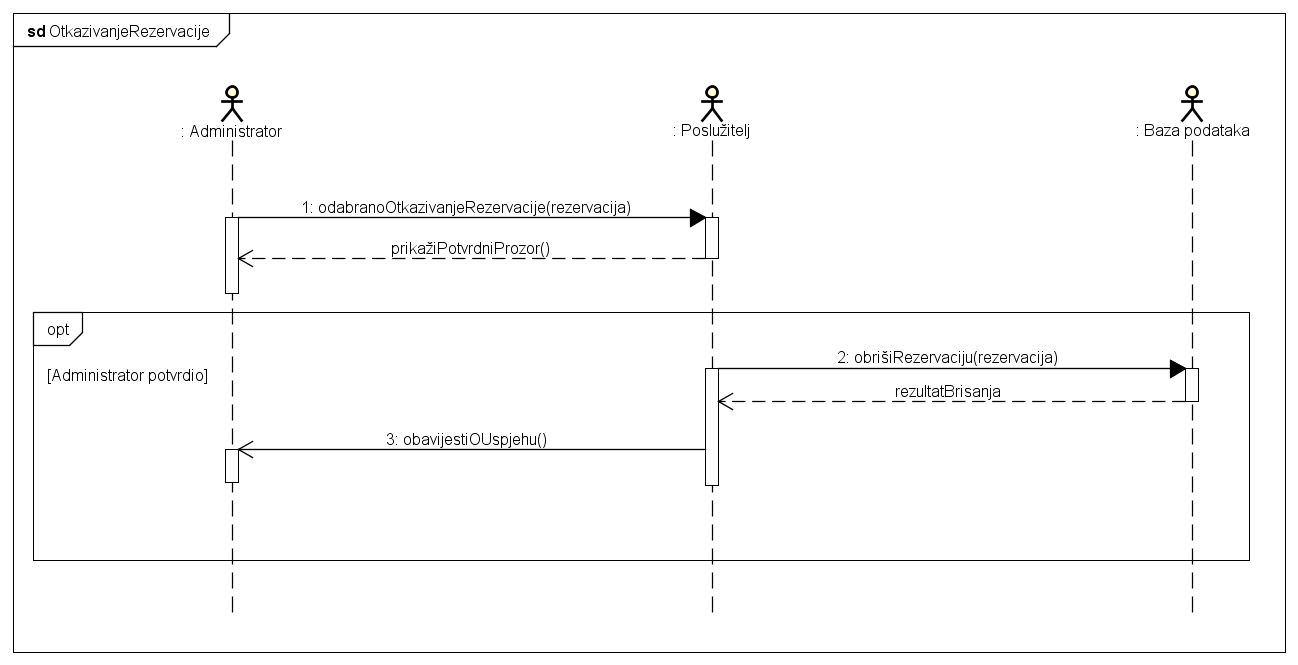 sd OtkazivanjeRezervacije
: Administrator
: Poslužitelj
: Baza podataka
1: odabranoOtkazivanjeRezervacije(rezervacija)
prikažiPotvrdniProzor()
opt
2: obrišiRezervaciju(rezervacija)
[Administrator potvrdio]
rezultatBrisanja
3: obavijestiOUspjehu()